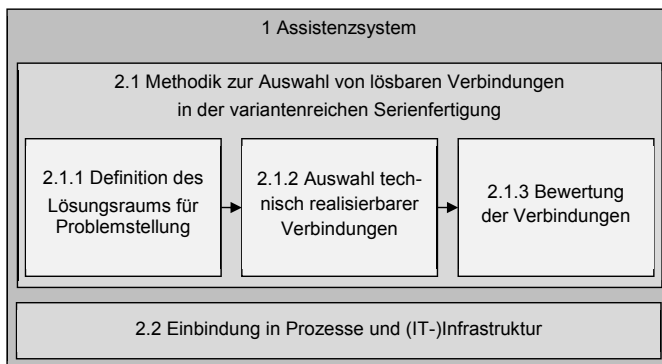 1 Assistenzsystem
2.1 Methodik zur Auswahl von lösbaren Verbindungen
in der variantenreichen Serienfertigung
2.1.1 Definition des
Lösungsraums für
Problemstellung
2.1.2 Auswahl tech-
nisch realisierbarer
Verbindungen
2.1.3 Bewertung
der Verbindungen
2.2 Einbindung in Prozesse und (IT-)Infrastruktur